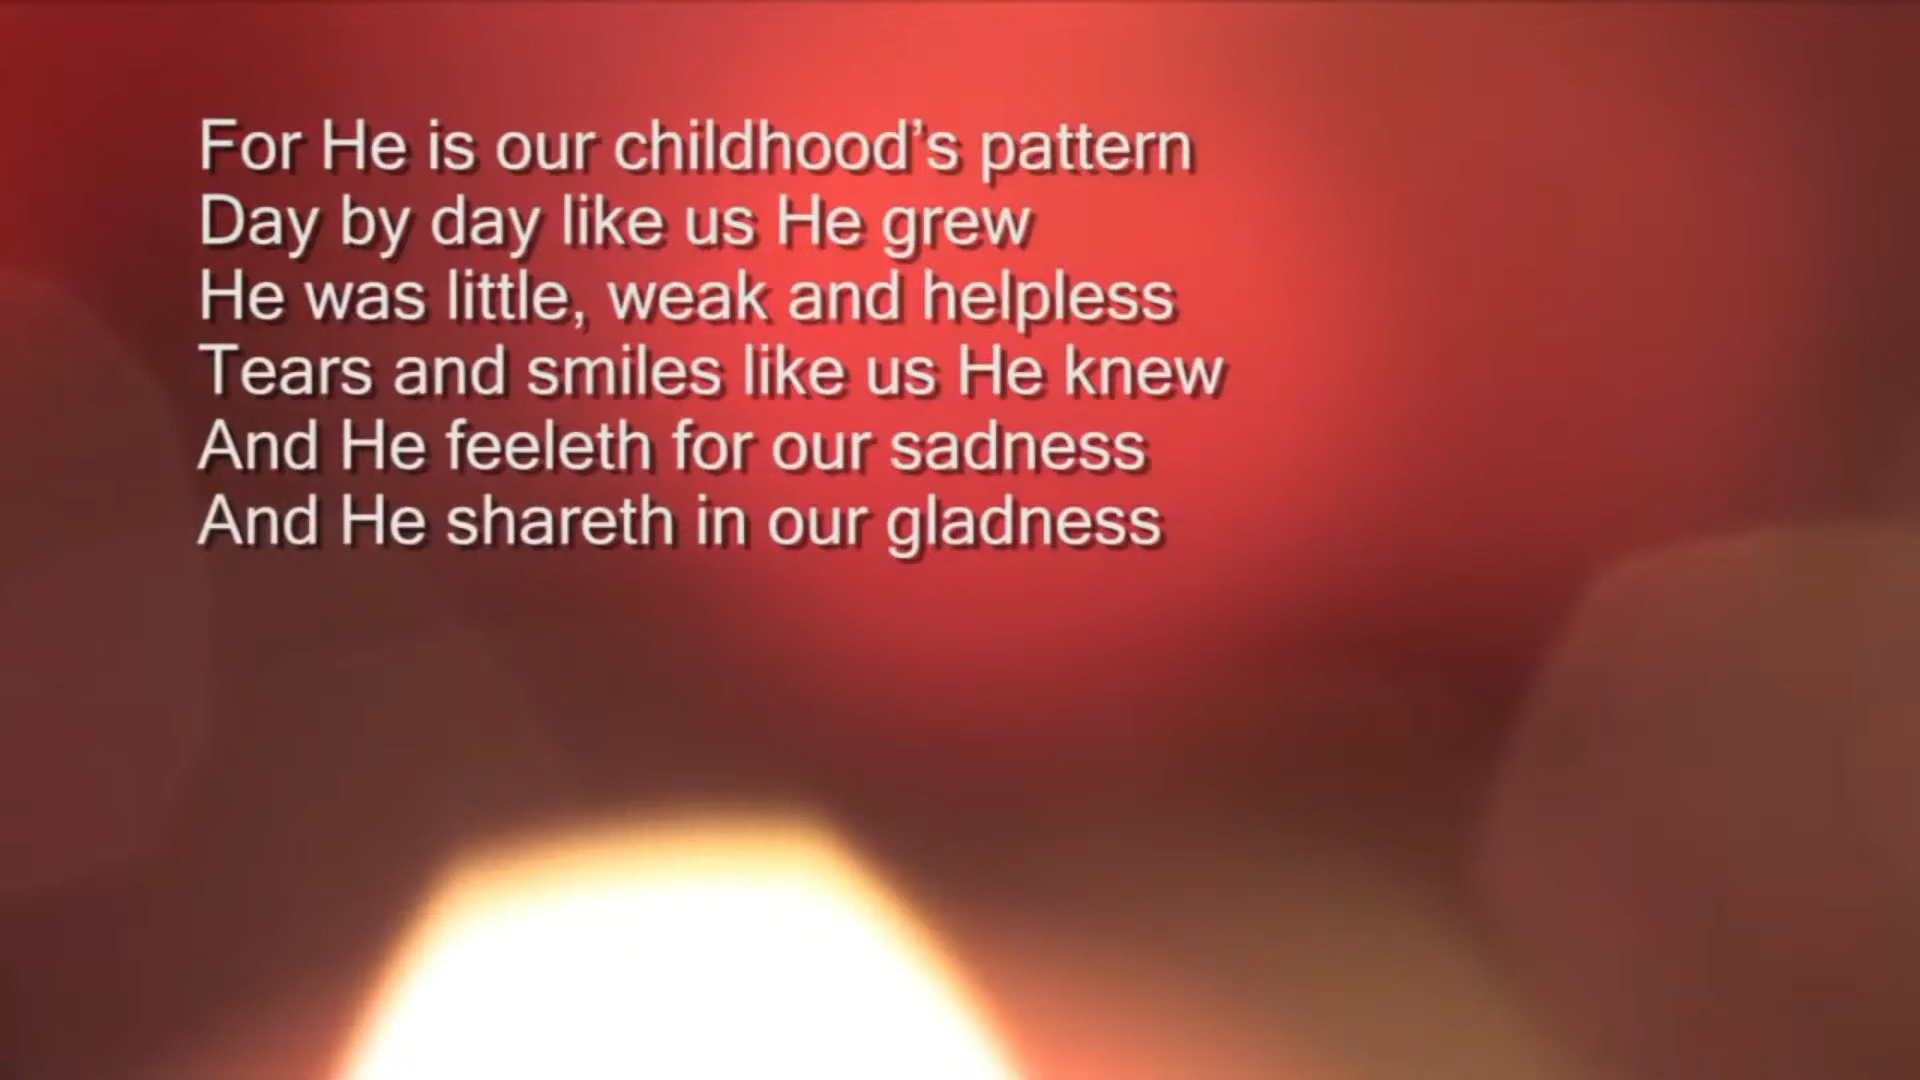 For He is our childhood’s pattern
Day by day like us He grew
He was little, weak and helpless
Tears and smiles like us He knew
And He feeleth for our sadness
And He shareth in our gladness